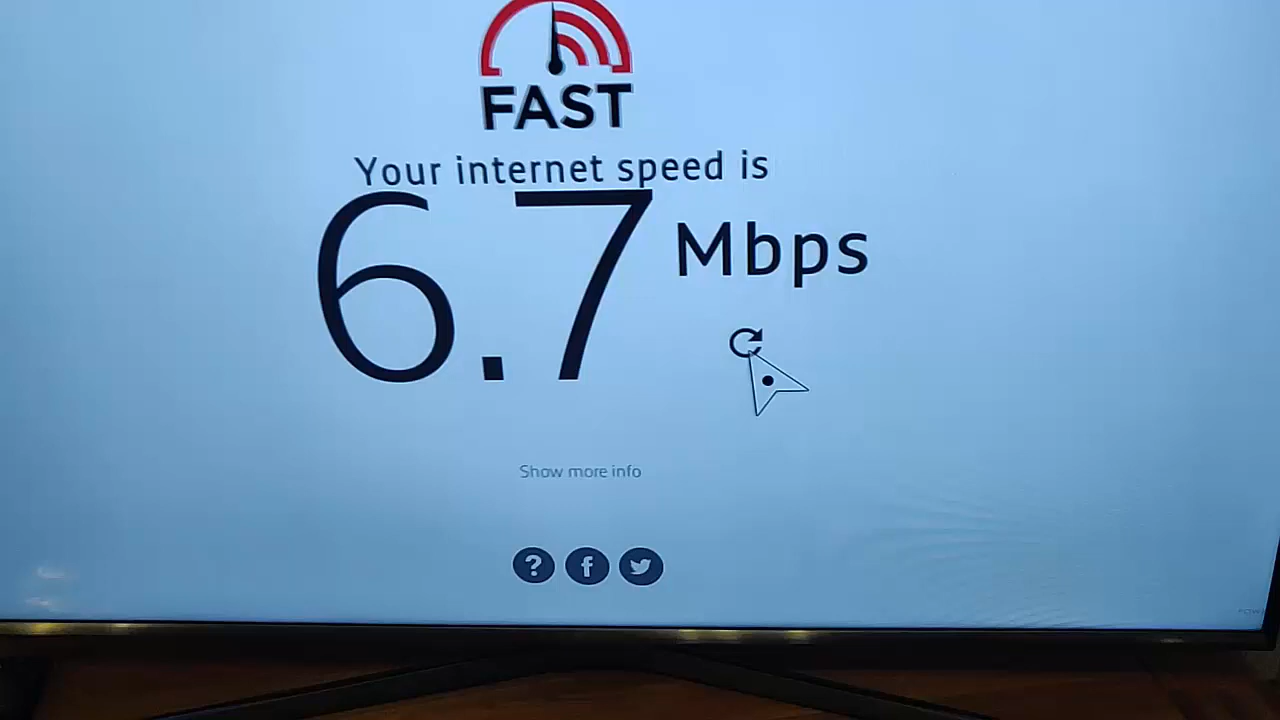 FAST
Your internet speed is
6.7 Mbps
Show more info
?